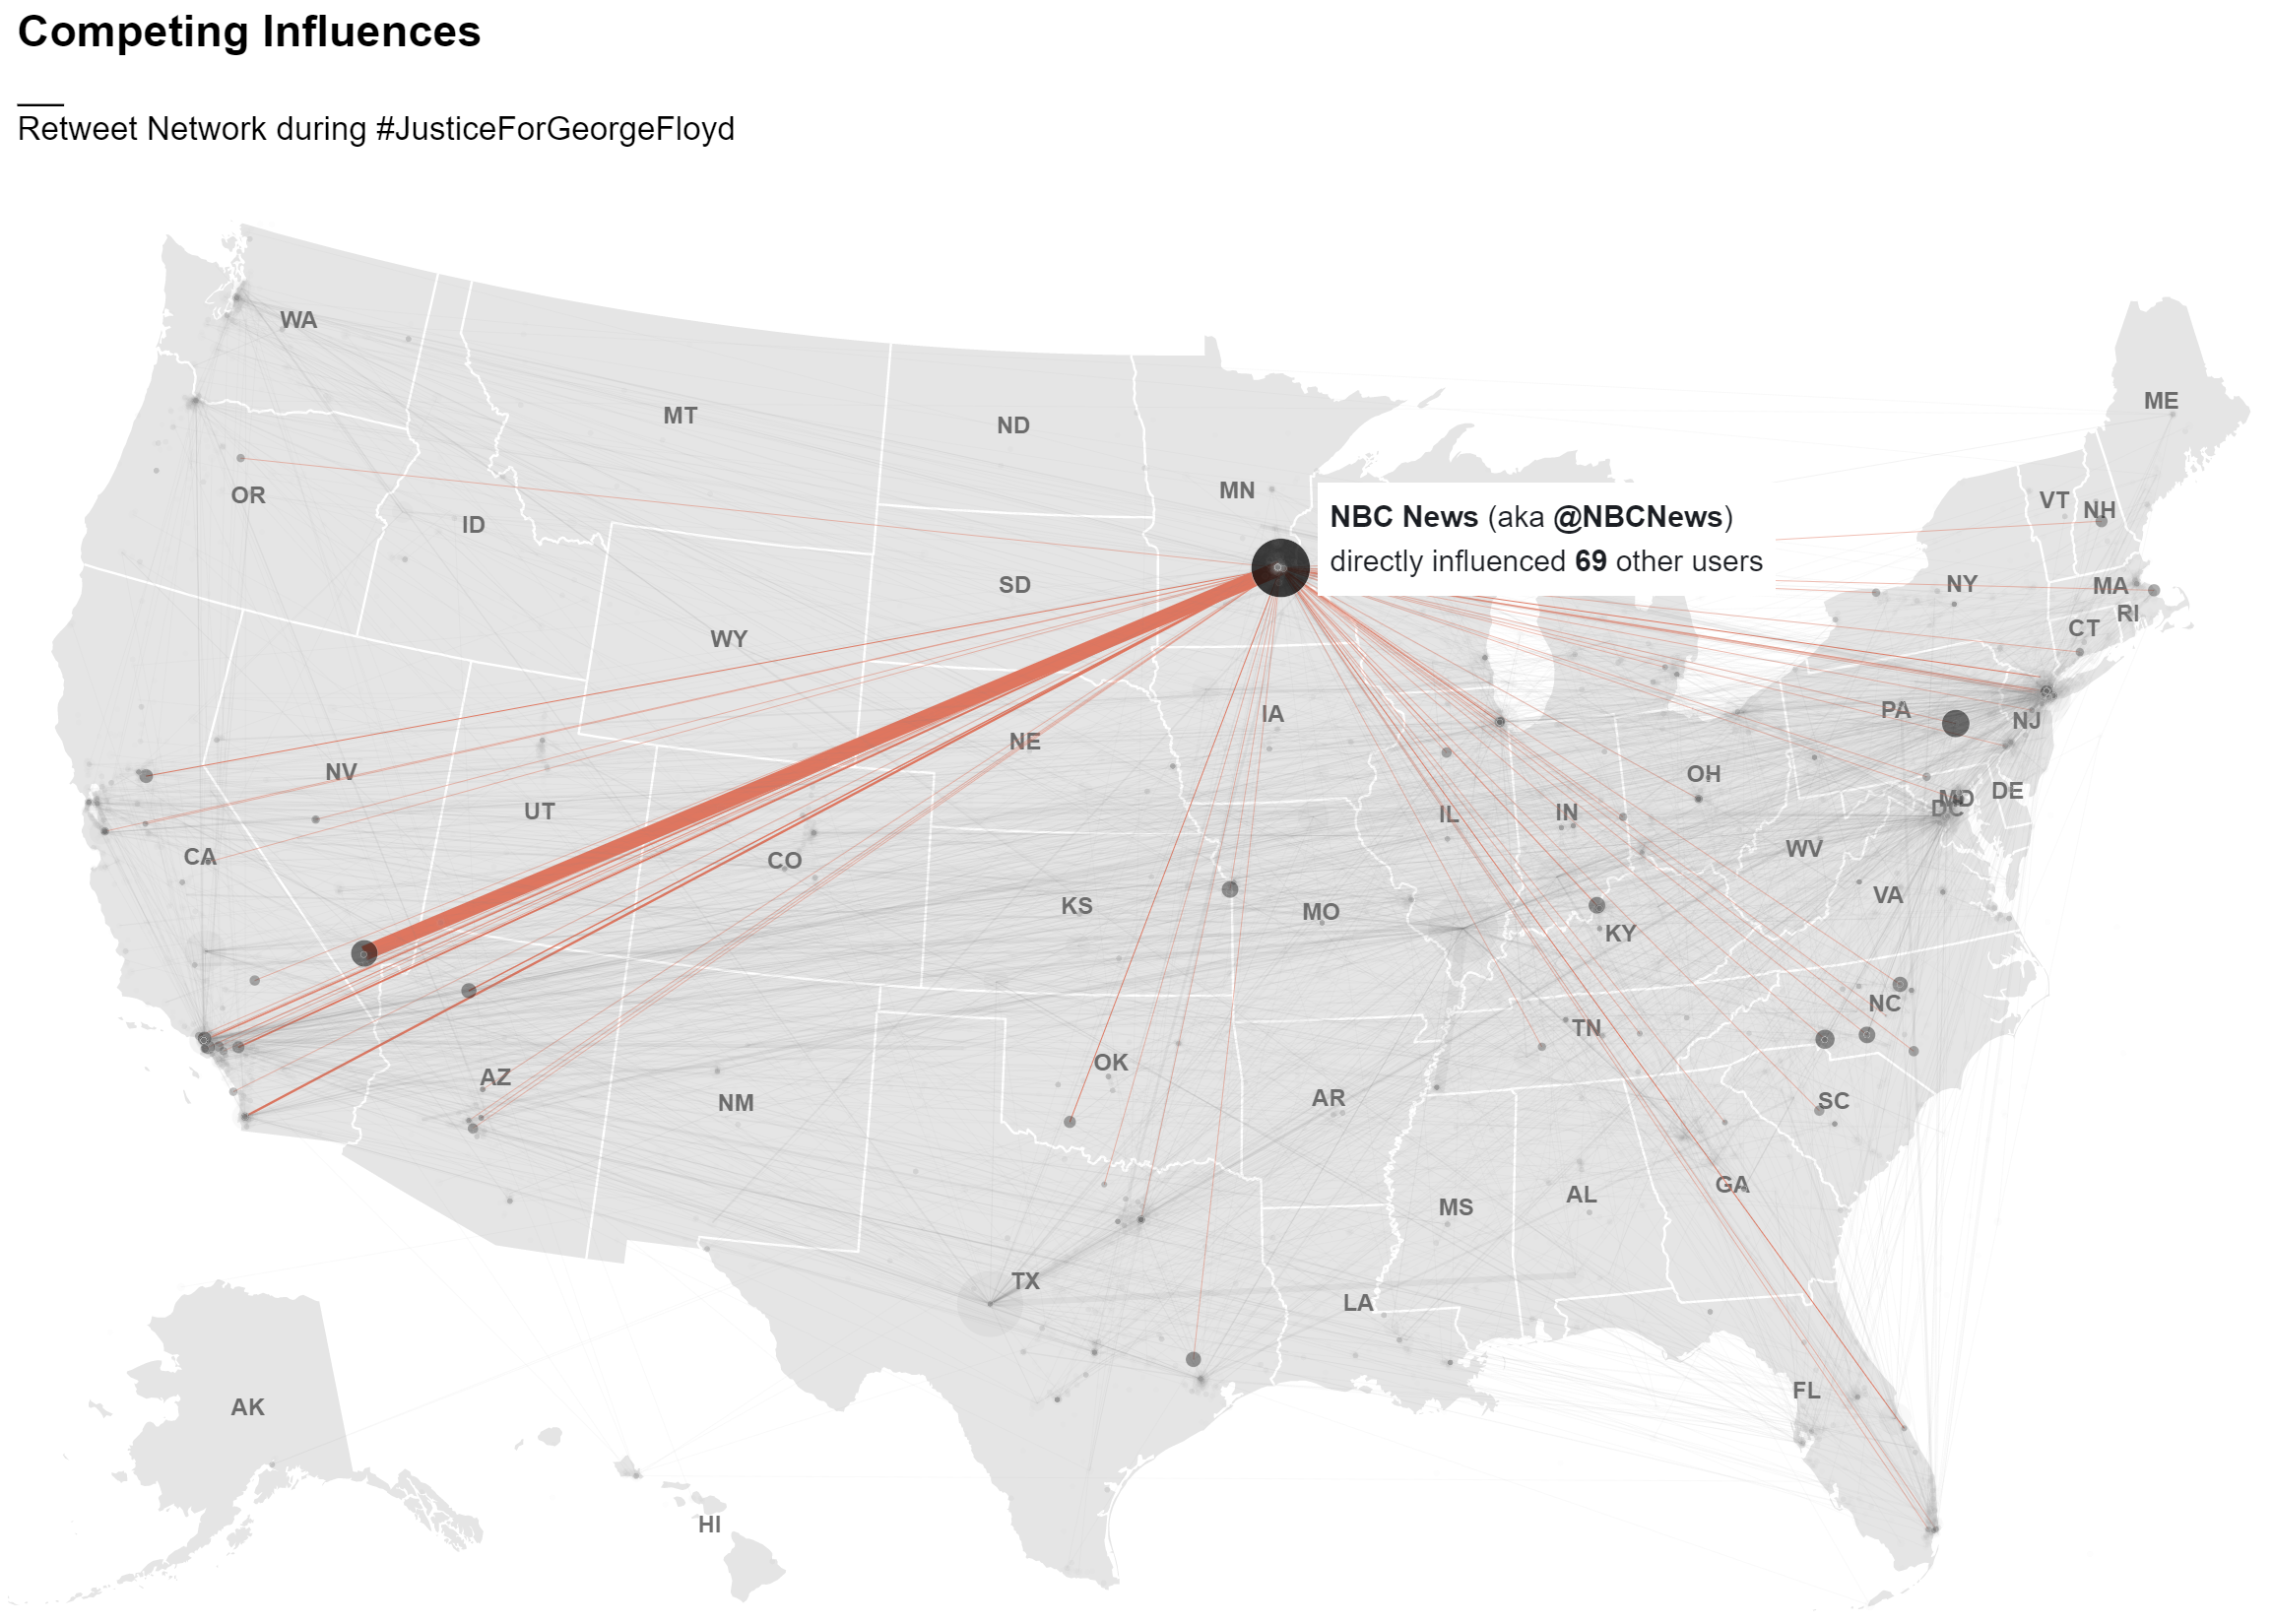 Competing Influences
Retweet Network during #JusticeForGeorgeFloyd
WA
MT
ND
ME
MN
OR
ID
VT
NH
NBC News (aka @NBCNews)
directly influenced 69 other users
SD
NY
MA
RI
CT
WY
IA
NE
PA
NJ
NV
UT
OH
DE
MD
DC
IL
IN
CA
CO
WV
KS
MO
VA
KY
NC
TN
OK
AZ
NM
AR
SC
MS
AL
GA
TX
LA
FL
AK
HI